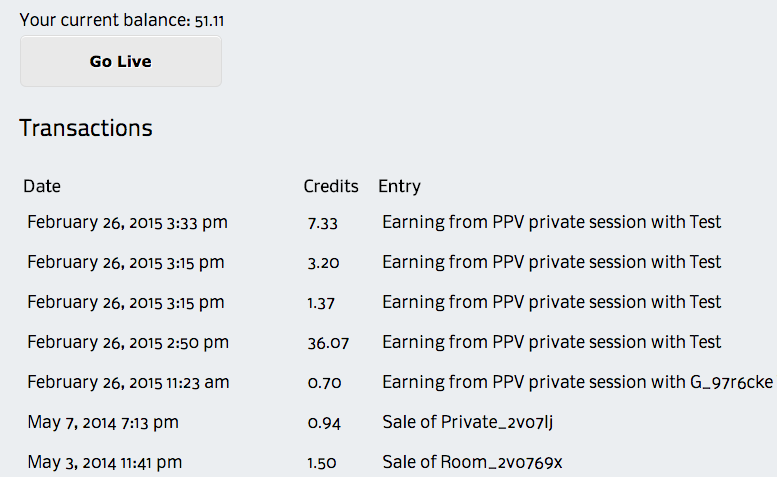 Your current balance: 51.11
Go Live
Transactions
Date Credits Entry
February 26, 2015 3:33 pm 7.33 Earning from PPV private session with Test
February 26, 2015 3:15 pm 3.20 Earning from PPV private session with Test
February 26, 2015 3:15 pm 1.37 Earning from PPV private session with Test
February 26, 2015 2:50 pm 36.07 Earning from PPV private session with Test
February 26, 2015 11:23 am 0.70 Earning from PPV private session with G_97r6cke
May 7, 2014 7:13 pm 0.94 Sale of Private_2vo7lj
May 3, 2014 11:41 pm 1.50 Sale of Room_2vo769x